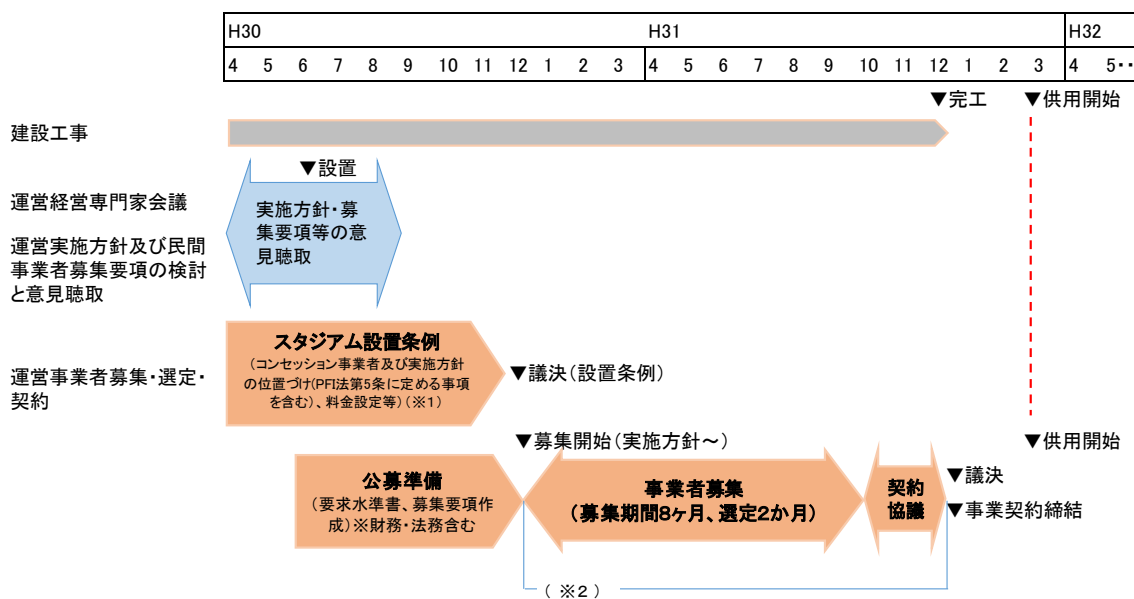 H30 H31 H32
4 5 6 7 8 9 10 11 12 1 2 3 4 5 6 7 8 9 10 11 12 1 2 3 4 5・・
▼完工 ▼供用開始
建設工事
▼設置
運営経営専門家会議
運営実施方針及び民間
事業者募集要項の検討
と意見聴取
実施方針・募
集要項等の意
見聴取
スタジアム設置条例
(コンセッション事業者及び実施方針
の位置づけ(PFI法第5条に定める事項
を含む)、料金設定等)(※1)
▼議決(設置条例)
運営事業者募集・選定・
契約
▼募集開始(実施方針～) ▼供用開始
公募準備
(要求水準書、募集要項作
成)※財務・法務含む
事業者募集
(募集期間8ヶ月、選定2か月)
契約
協議
▼議決
▼事業契約締結
(※2)